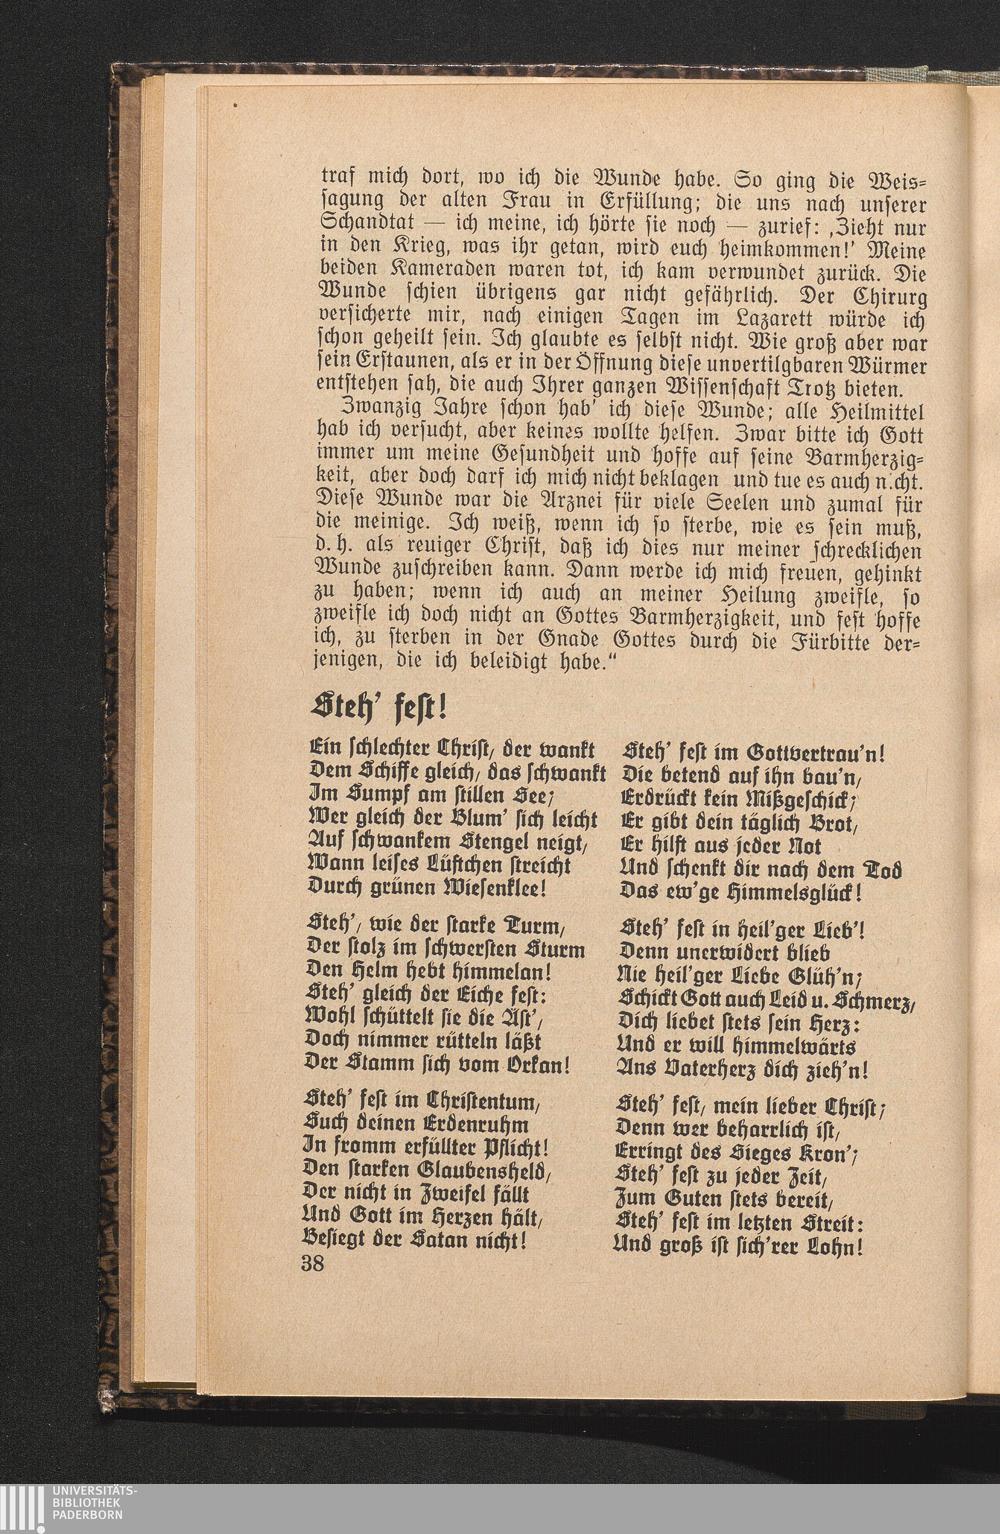 traf mich dort, wo ich die Wunde habe. So ging die Weis-
sagung der alten Frau in Erfüllung; die uns nach unserer
Schandtat — ich meine, ich hörte sie noch — zurief: ‚Zieht nur
in den Krieg, was ihr getan, wird euch heimkommen!’ Meine
beiden Kameraden waren tot, ich kam verwundet zurück. Die
Wunde schien übrigens gar nicht gefährlich. Der Chirurg
versicherte mir, nach einigen Tagen im Lazarett würde ich
schon geheilt sein. Ich glaubte es selbst nicht. Wie groß aber war
sein Erstaunen, als er in der Öffnung diese unvertilgbaren Würmer
entstehen sah, die auch Ihrer ganzen Wissenschaft Trotz bieten.
Zwanzig Jahre schon hab' ich diese Wunde; alle Heilmittel
hab ich versucht, aber keines wollte helfen. Zwar bitte ich Gott
immer um meine Gesundheit und hoffe auf seine Barmherzig-
keit, aber doch darf ich mich nicht beklagen und tue es auch nicht.
Diese Wunde war die Arznei für viele Seelen und zumal für
die meinige. Ich weiß, wenn ich so sterbe, wie es sein muß,
d. h. als reuiger Christ, daß ich dies nur meiner schrecklichen
Wunde zuschreiben kann. Dann werde ich mich freuen, gehinkt
zu haben; wenn ich auch an meiner Heilung zweifle, so
zweifle ich doch nicht an Gottes Barmherzigkeit, und fest hoffe
ich, zu sterben in der Gnade Gottes durch die Fürbitte der-
jenigen, die ich beleidigt habe.“
Steh' fest!
Ein schlechter Christ, der wankt
Dem Schiffe gleich, das schwankt
Im Sumpf am stillen See;
Wer gleich der Blum' sich leicht
Auf schwankem Stengel neigt,
Wann leises Lüftchen streicht
Durch grünen Wiesenklee!
Steh', wie der starke Turm,
Der stolz im schwersten Sturm
Den Helm hebt himmelan!
Steh' gleich der Eiche fest:
Wohl schüttelt sie die Äst',
Doch nimmer rütteln läßt
Der Stamm sich vom Orkan!
Steh' fest im Christentum,
Such deinen Erdenruhm
In fromm erfüllter Pflicht!
Den starken Glaubensheld,
Der nicht in Zweifel fällt
Und Gott im Herzen hält,
Besiegt der Satan nicht!
Steh' fest im Gottvertrau'n!
Die betend auf ihn bau'n,
Erdrückt kein Mißgeschick;
Er gibt dein täglich Brot,
Er hilft aus jeder Not
Und schenkt dir nach dem Tod
Das ew'ge Himmelsglück!
Steh' fest in heil'ger Lieb'!
Denn unerwidert blieb
Nie heil'ger Liebe Glüh'n;
Schickt Gott auch Leid u. Schmerz,
Dich liebet stets sein Herz:
Und er will himmelwärts
Ans Vaterherz dich zieh'n!
Steh' fest, mein lieber Christ;
Denn wer beharrlich ist,
Erringt des Sieges Kron';
Steh' fest zu jeder Zeit,
Zum Guten stets bereit,
Steh' fest im letzten Streit:
Und groß ist sich'rer Lohn!
38
UNIVERSITÄTS-
BIBLIOTHEK
PADERBORN